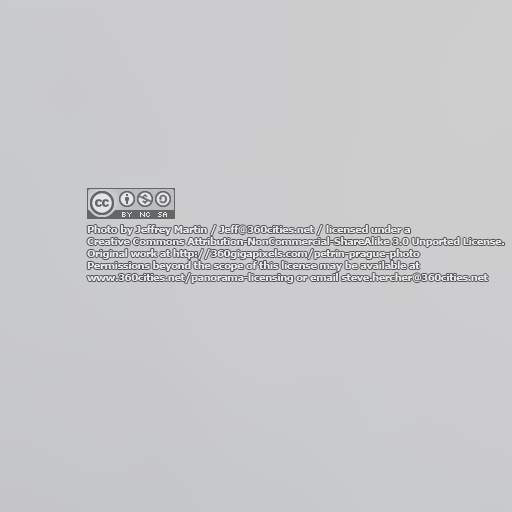 cc BY NC SA
Photo by Jeffrey Martin / Jeff@360cities.net / licensed under a
Creative Commons Attribution-NonCommercial-ShareAlike 3.0 Unported License.
Original work at http://360gigapixels.com/petrin-prague-photo
Permissions beyond the scope of this license may be available at
www.360cities.net/panorama-licensing or email steve.hercher@360cities.net